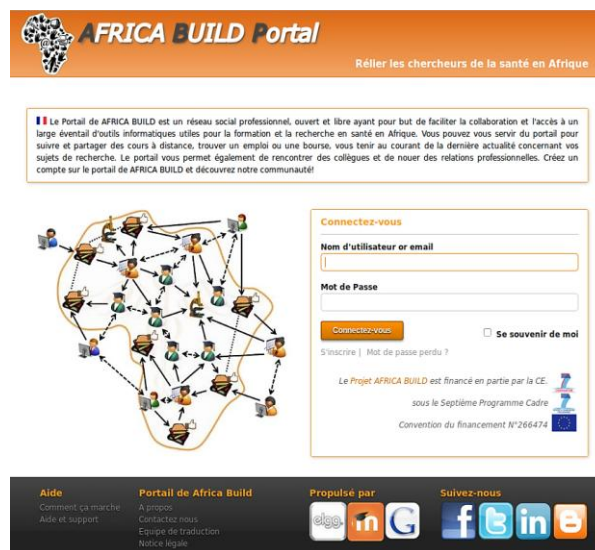 AFRICA BUILD Portal
Rélier les chercheurs de la santé en Afrique
Le Portail de AFRICA BUILD est un réseau social professionnel, ouvert et libre ayant pour but de faciliter la collaboration et l'accès à un
large éventail d'outils informatiques utiles pour la formation et la recherche en santé en Afrique. Vous pouvez vous servir du portail pour
suivre et partager des cours à distance, trouver un emploi ou une bourse, vous tenir au courant de la dernière actualité concernant vos
sujets de recherche. Le portail vous permet également de rencontrer des collègues et de nouer des relations professionnelles. Créez un
compte sur le portail de AFRICA BUILD et découvrez notre communauté!
Connectez-vous
Nom d'utilisateur or email
Mot de Passe
Connectez-vous
Se souvenir de moi
S'inscrire | Mot de passe perdu ?
Le Projet AFRICA BUILD est financé en partie par la CE.
sous le Septième Programme Cadre
Convention du financement N°266474
Aide
Comment ça marche
Aide et support
Portail de Africa Build
A propos
Contactez nous
Equipe de traduction
Notice légale
Propulsé par
elgg
m
G
Suivez-nous
f
in